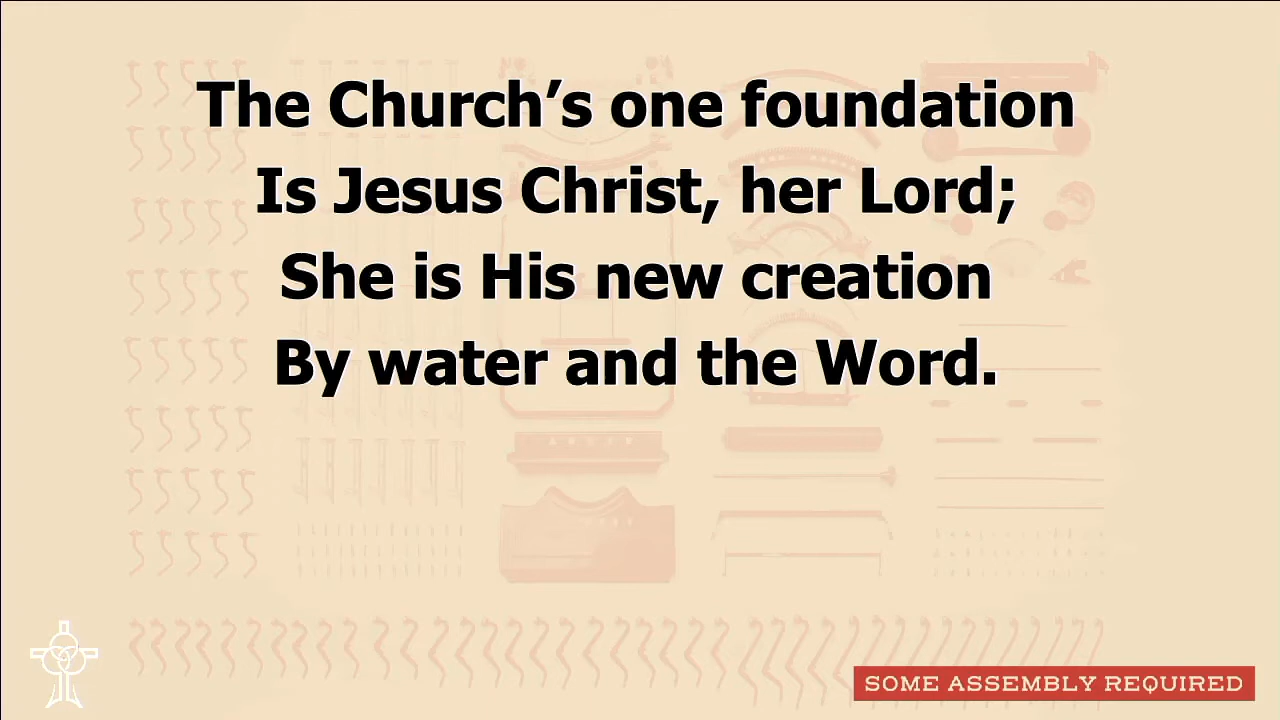 The Church’s one foundation
Is Jesus Christ, her Lord;
She is His new creation
By water and the Word.
SOME ASSEMBLY REQUIRED